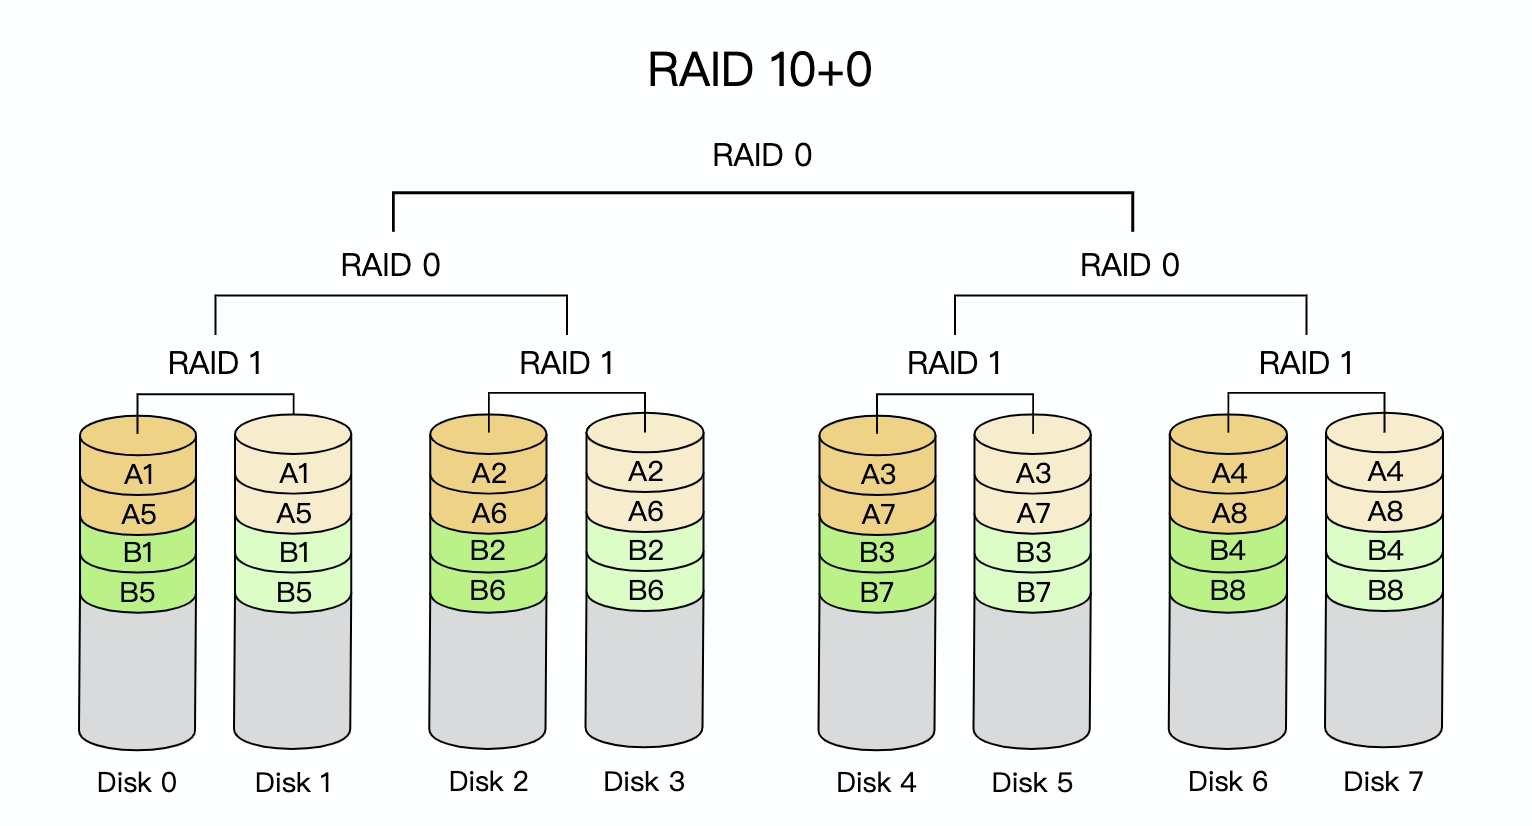 RAID 10+0
RAID 0
RAID 0 RAID 0
RAID 1 RAID 1 RAID 1 RAID 1
A1 A1 A2 A2 A3 A3 A4 A4
A5 A5 A6 A6 A7 A7 A8 A8
B1 B1 B2 B2 B3 B3 B4 B4
B5 B5 B6 B6 B7 B7 B8 B8
Disk 0 Disk 1 Disk 2 Disk 3 Disk 4 Disk 5 Disk 6 Disk 7